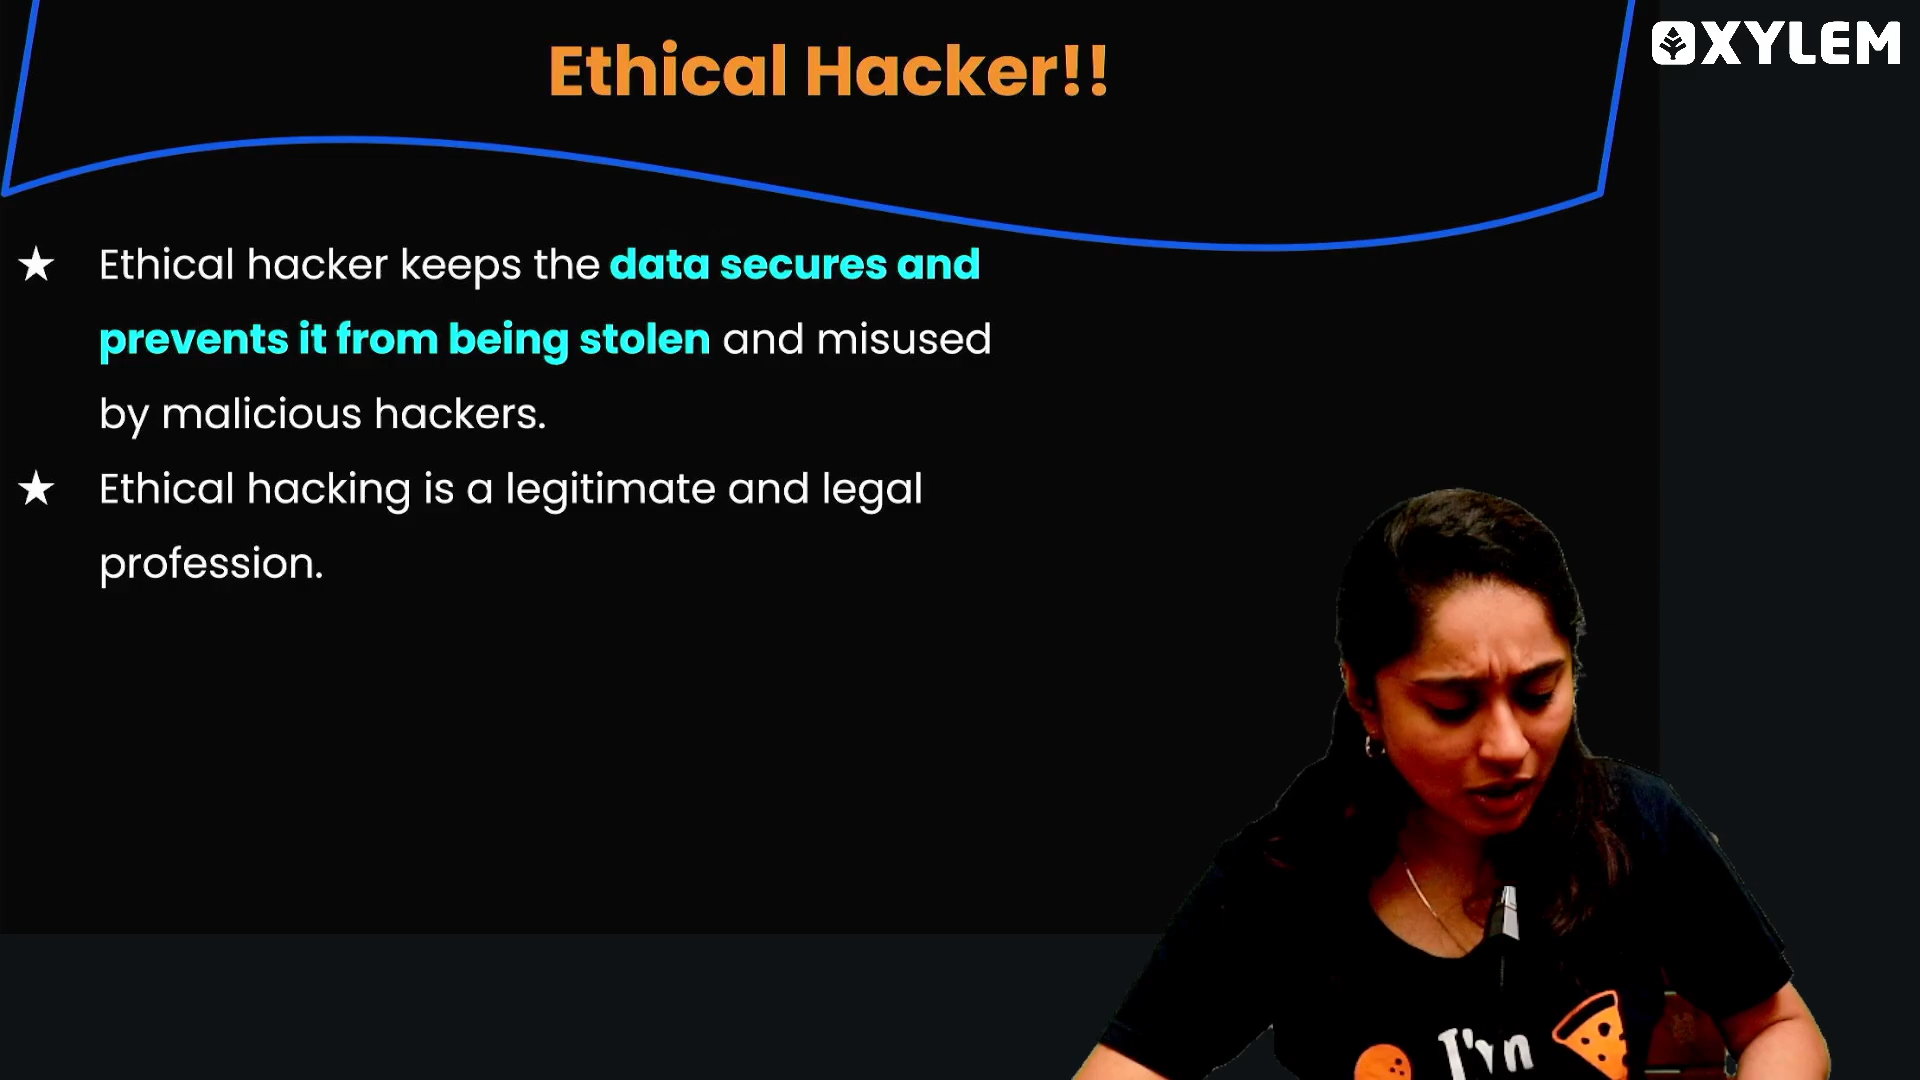 XYLEM
Ethical Hacker!!
★ Ethical hacker keeps the data secures and
prevents it from being stolen and misused
by malicious hackers.
★ Ethical hacking is a legitimate and legal
profession.
I'm